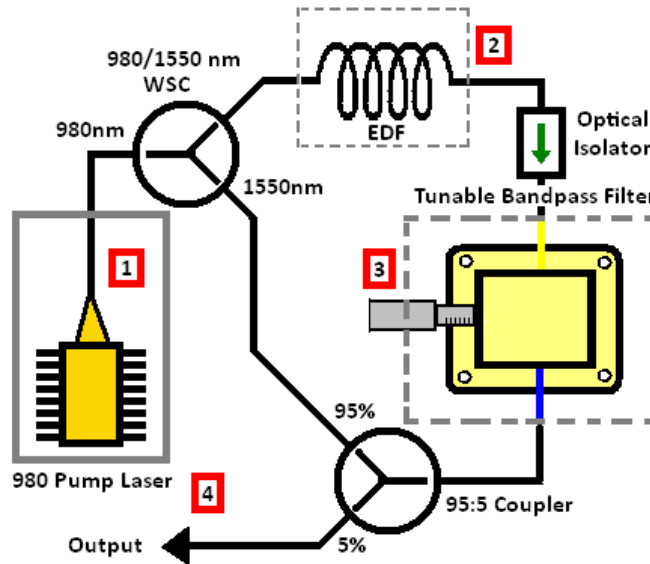 980/1550 nm
WSC
980nm
1550nm
EDF
2
Optical
Isolator
Tunable Bandpass Filter
1
3
980 Pump Laser
95%
4
95:5 Coupler
5%
Output